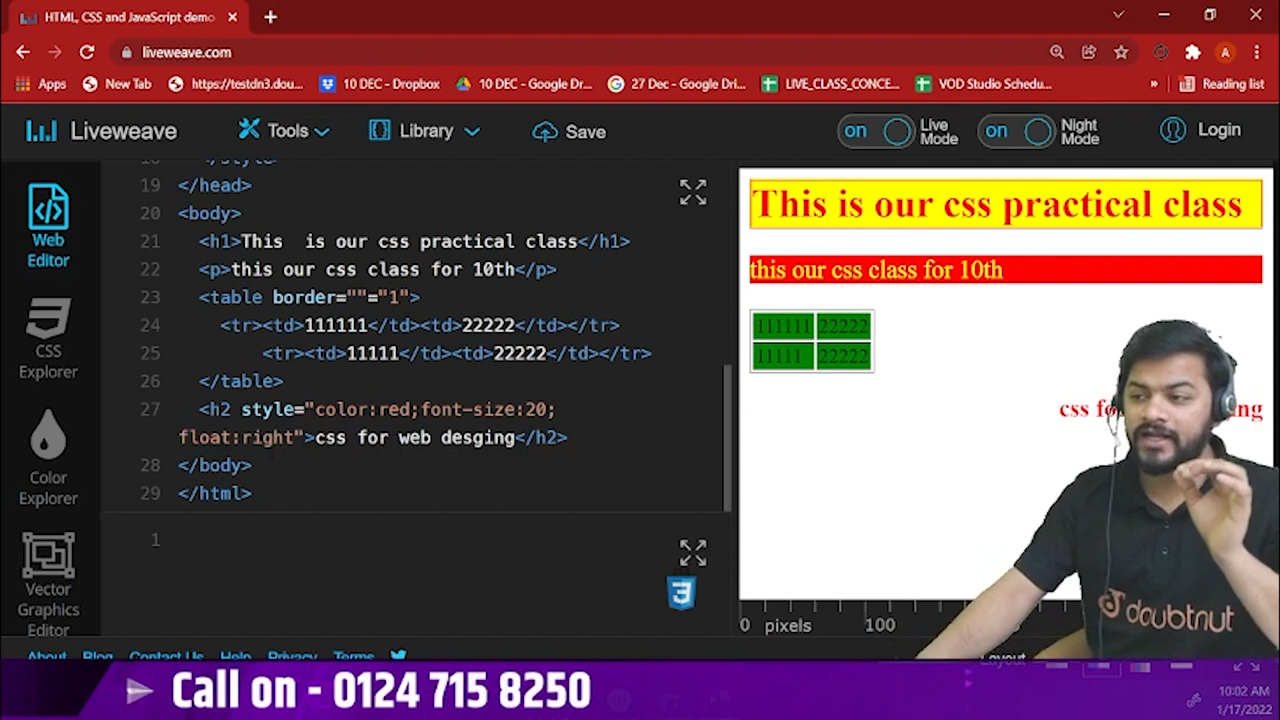 HTML, CSS and JavaScript demo
liveweave.com
Apps New Tab https://testdn3.dou... 10 DEC - Dropbox 10 DEC - Google Dr... 27 Dec - Google Dri... LIVE_CLASS_CONCE... VOD Studio Schedu... » Reading list
A
Liveweave Tools Library Save on Live Mode on Night Mode Login
Web Editor
CSS Explorer
Color Explorer
Vector Graphics Editor
18 </style>
19 </head>
20 <body>
21 <h1>This  is our css practical class</h1>
22 <p>this our css class for 10th</p>
23 <table border=""="1">
24 <tr><td>111111</td><td>22222</td></tr>
25 <tr><td>11111</td><td>22222</td></tr>
26 </table>
27 <h2 style="color:red;font-size:20;
float:right">css for web desging</h2>
28 </body>
29 </html>
1
3
This is our css practical class
this our css class for 10th
111111 22222
11111 22222
css fo ng
0 pixels 100
doubtnut
About Blog Contact Us Help Privacy Terms
Layout
Call on - 0124 715 8250
10:02 AM
1/17/2022